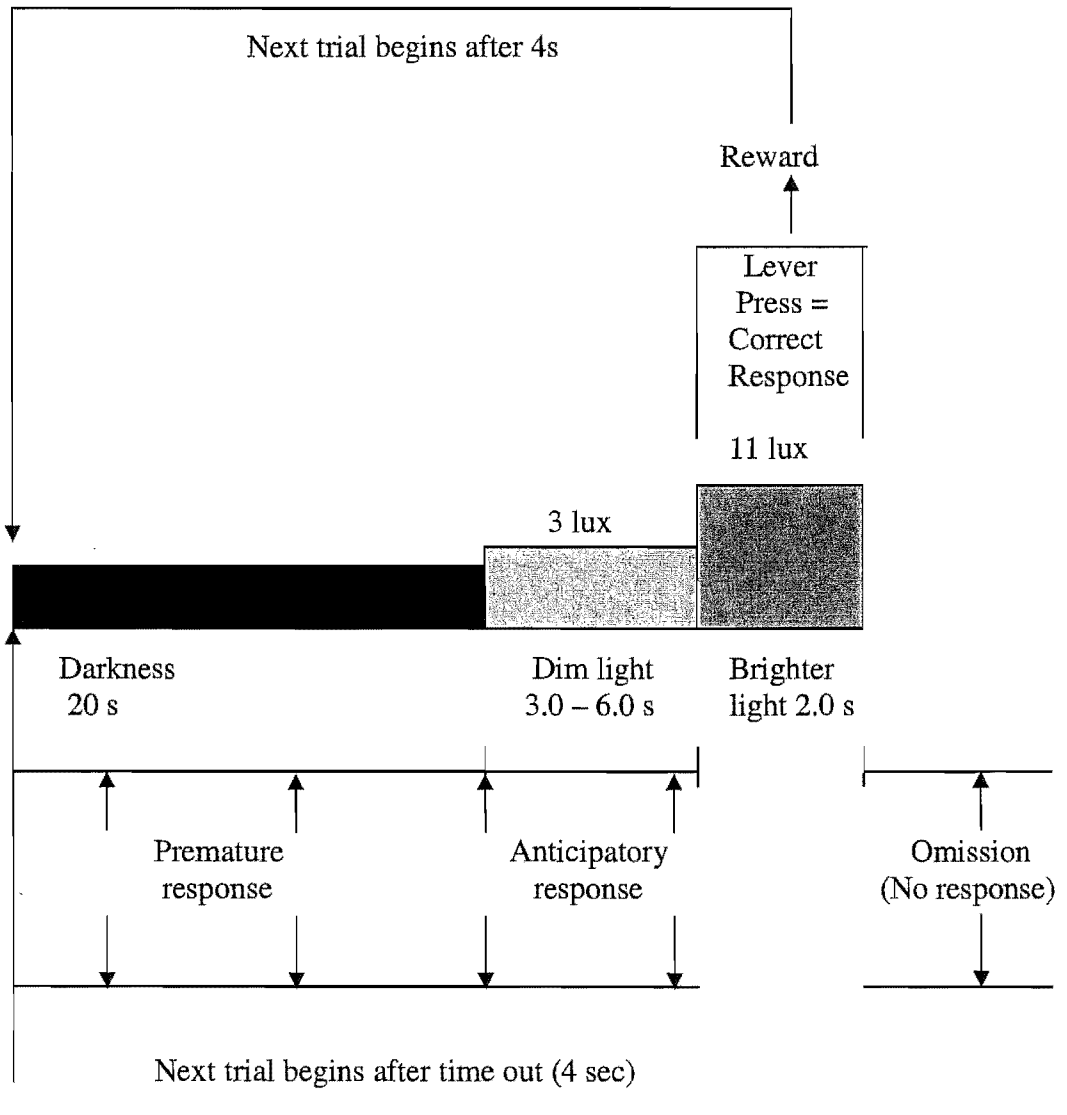 Next trial begins after 4s
Reward
Lever
Press =
Correct
Response
11 lux
3 lux
Darkness
20 s
Dim light
3.0 – 6.0 s
Brighter
light 2.0 s
Premature
response
Anticipatory
response
Omission
(No response)
Next trial begins after time out (4 sec)